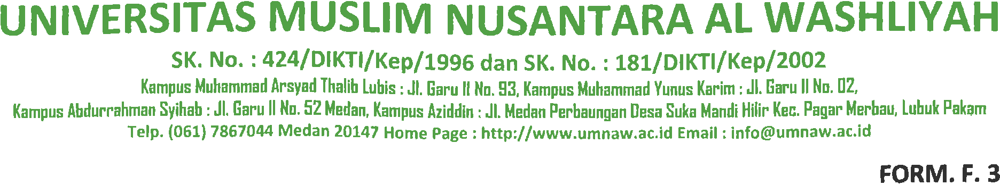 UNIVERSITAS MUSLIM NUSANTARA AL WASHLIYAH
SK. No. : 424/DIKTI/Kep/1996 dan SK. No. : 181/DIKTI/Kep/2002
Kampus Muhammad Arsyad Thalib Lubis : Jl. Garu II No. 93, Kampus Muhammad Yunus Karim : Jl. Garu II No. 02,
Kampus Abdurrahman Syihab : Jl. Garu II No. 52 Medan, Kampus Aziddin : Jl. Medan Perbaungan Desa Suka Mandi Hilir Kec. Pagar Merbau, Lubuk Pakam
Telp. (061) 7867044 Medan 20147 Home Page : http://www.umnaw.ac.id Email : info@umnaw.ac.id
FORM. F. 3